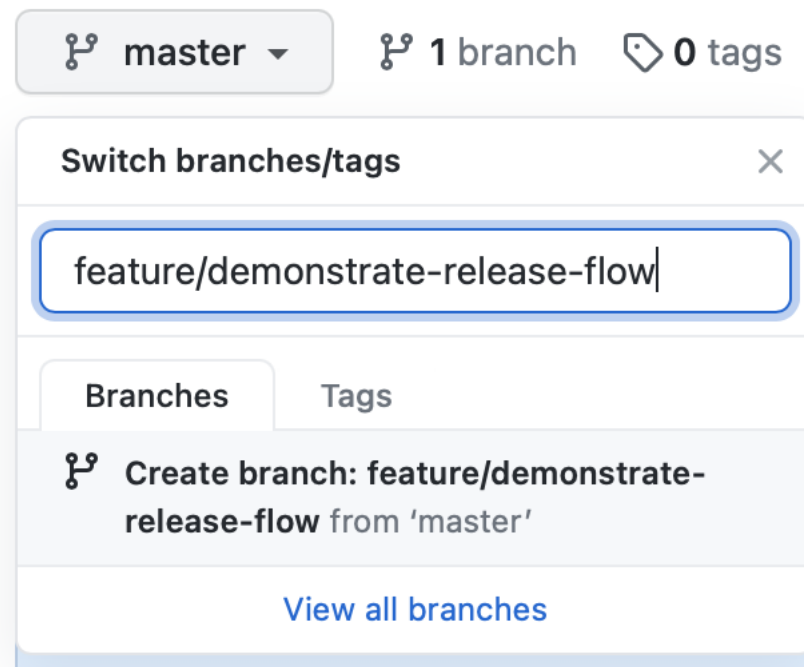 master 1 branch 0 tags
Switch branches/tags
feature/demonstrate-release-flow
Branches Tags
Create branch: feature/demonstrate-
release-flow from ‘master’
View all branches